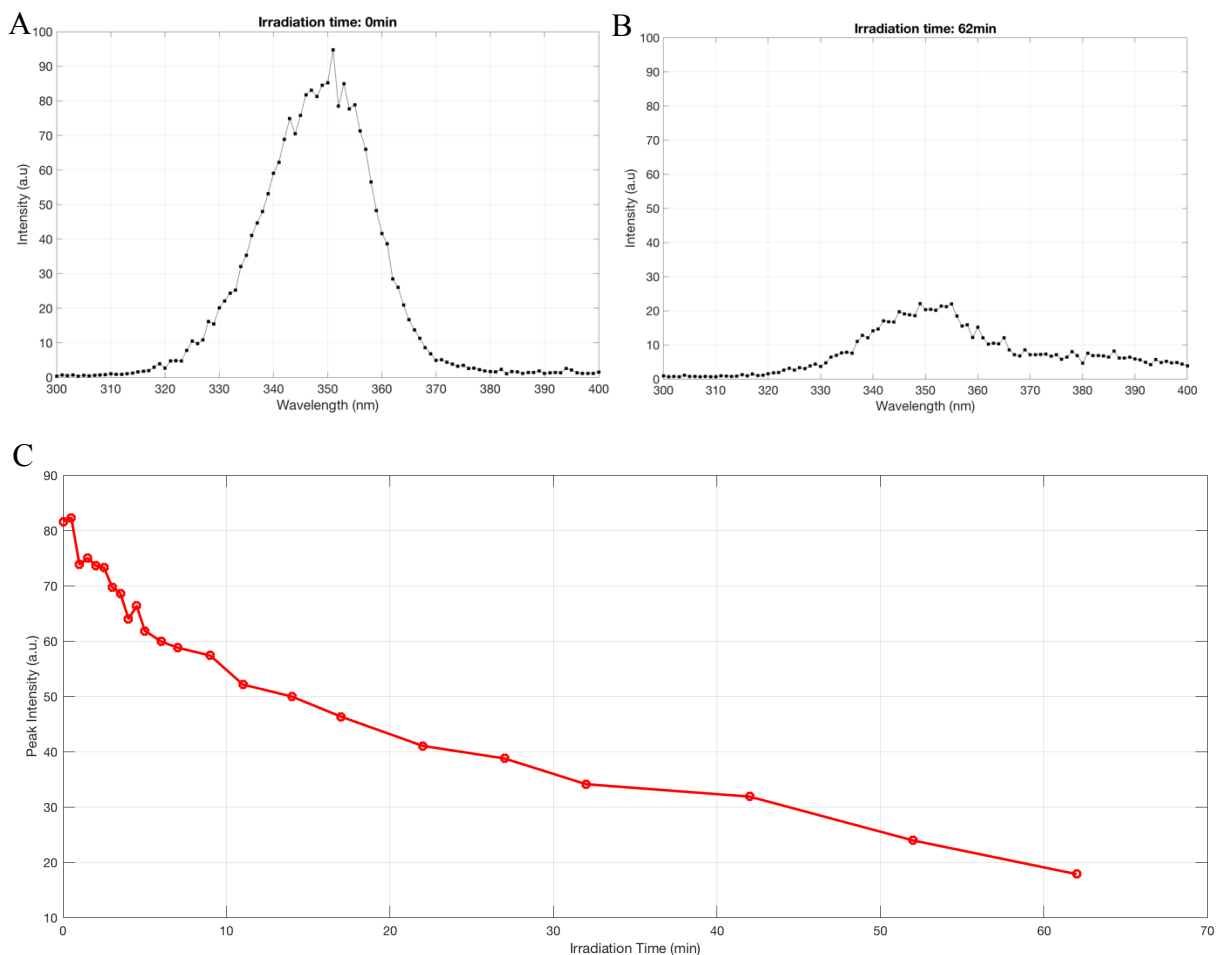 A
Irradiation time: 0min
100
90
80
70
60
50
40
30
20
10
0
Intensity (a.u)
300 310 320 330 340 350 360 370 380 390 400
Wavelength (nm)
B
Irradiation time: 62min
100
90
80
70
60
50
40
30
20
10
0
Intensity (a.u)
300 310 320 330 340 350 360 370 380 390 400
Wavelength (nm)
C
90
80
70
60
50
40
30
20
10
Peak Intensity (a.u.)
0 10 20 30 40 50 60 70
Irradiation Time (min)